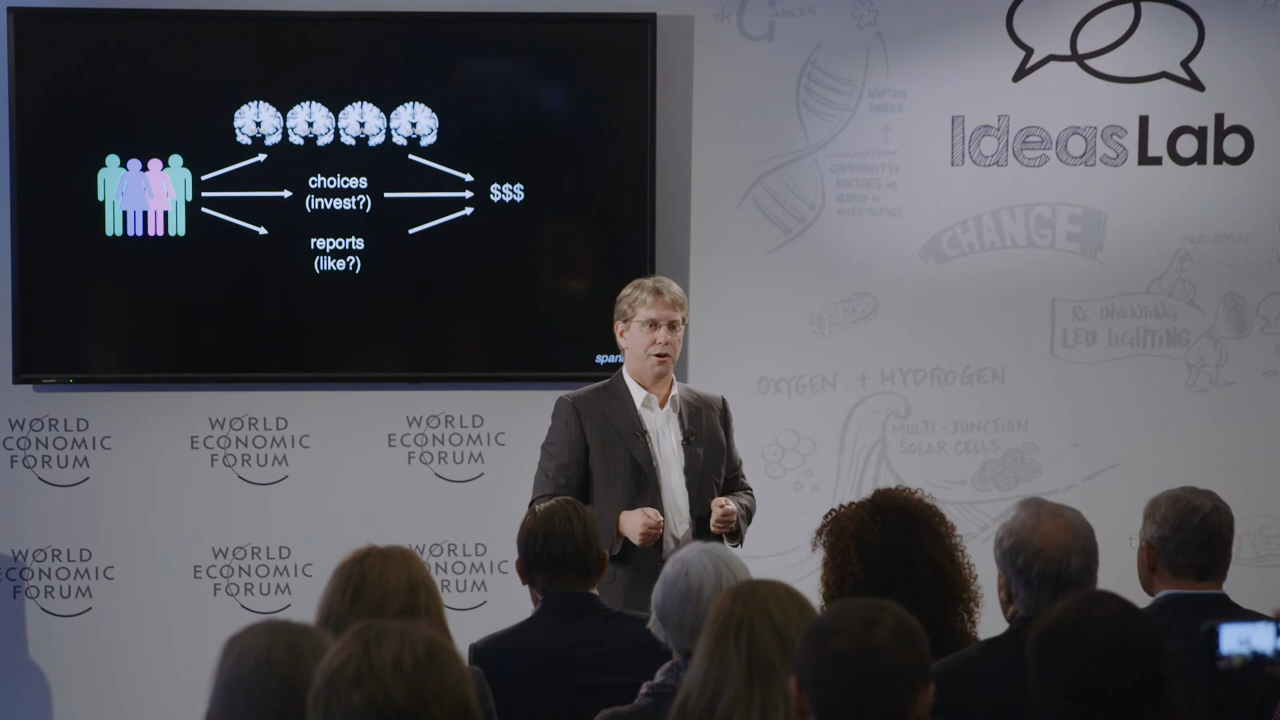 choices
(invest?)
$$$
reports
(like?)
IdeasLab
CANCER
CHANGE
RE-INVENTING
LED LIGHTING
OXYGEN + HYDROGEN
MULTI-JUNCTION
SOLAR CELLS
COMMUNITY
WORLD
ECONOMIC
FORUM
WORLD
ECONOMIC
FORUM
WORLD
ECONOMIC
FORUM
WORLD
ECONOMIC
FORUM
WORLD
ECONOMIC
FORUM
WORLD
ECONOMIC
FORUM